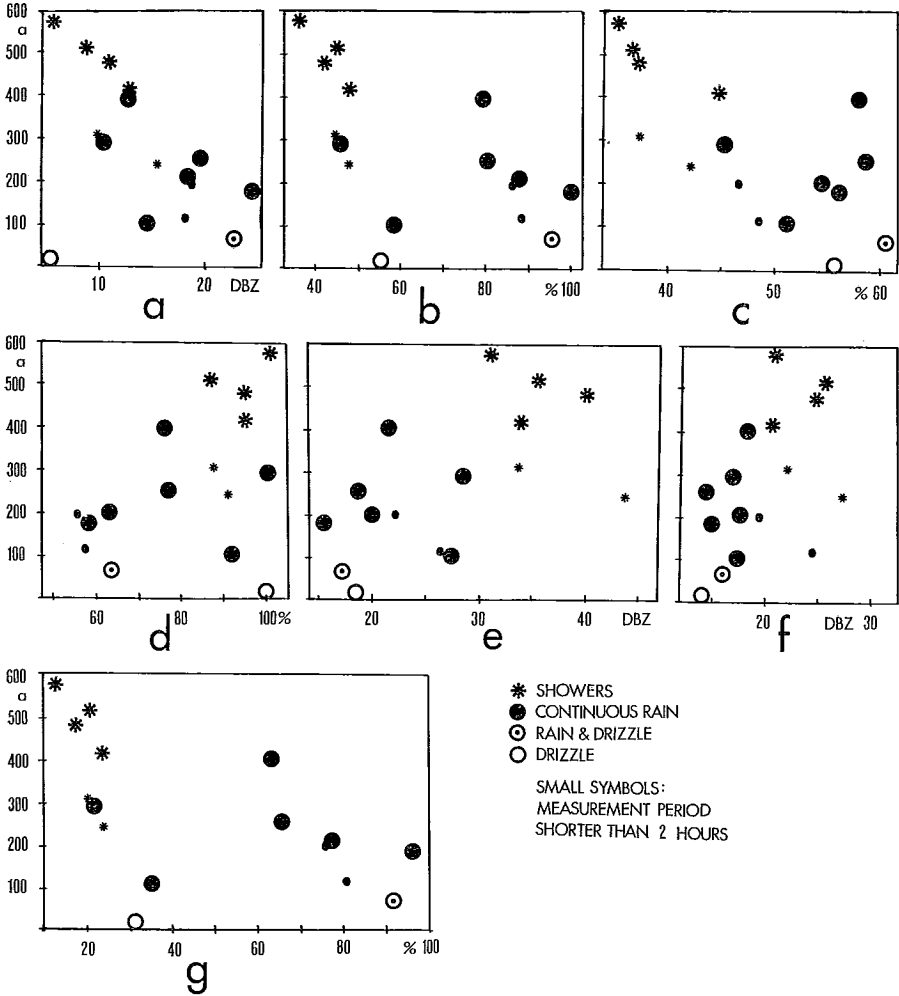 600
a
500
400
300
200
100
10 20 DBZ
a
40 60 80 % 100
b
40 50 % 60
c
600
a
500
400
300
200
100
60 80 100%
d
20 30 40 DBZ
e
20 DBZ 30
f
600
a
500
400
300
200
100
20 40 60 80 % 100
g
SHOWERS
CONTINUOUS RAIN
RAIN & DRIZZLE
DRIZZLE
SMALL SYMBOLS:
MEASUREMENT PERIOD
SHORTER THAN 2 HOURS